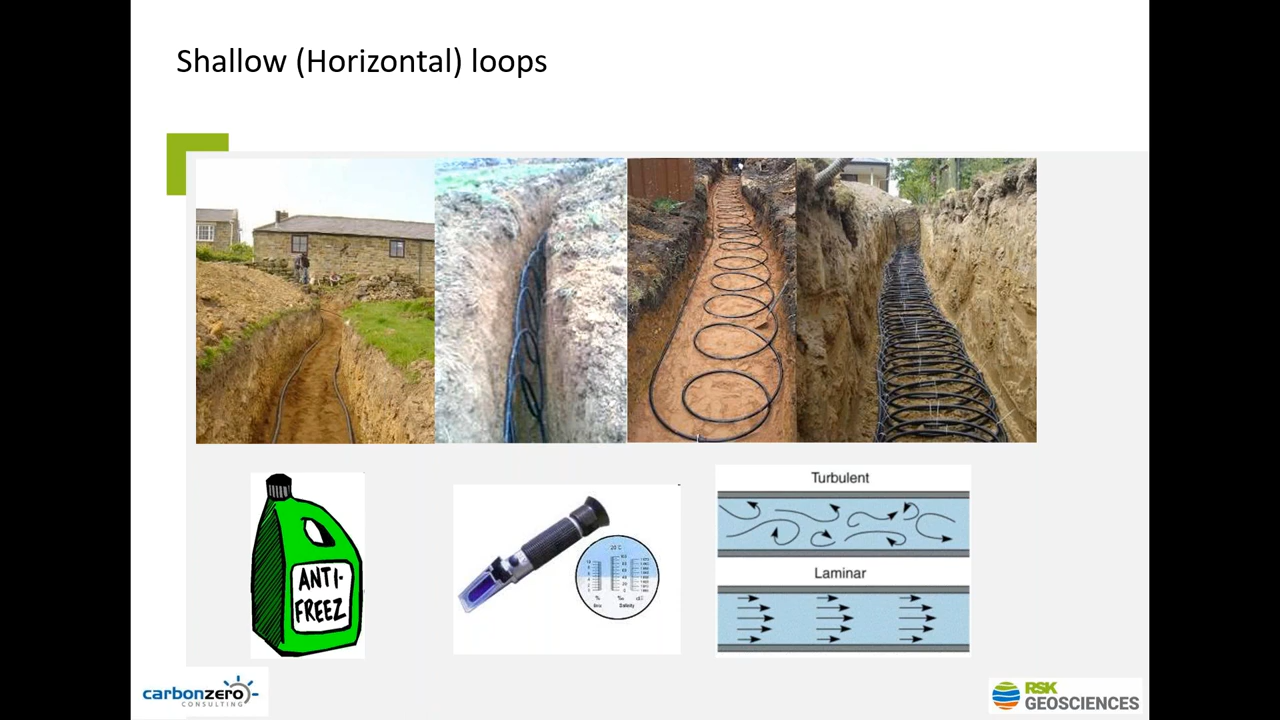 Shallow (Horizontal) loops
ANTI-
FREEZ
Turbulent
Laminar
carbonzero
CONSULTING
RSK
GEOSCIENCES